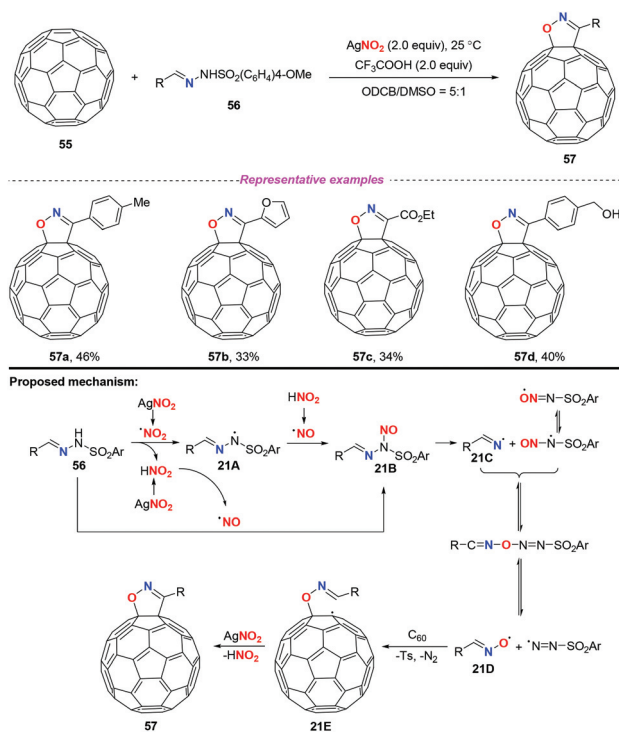 AgNO2 (2.0 equiv), 25 °C
CF3COOH (2.0 equiv)
ODCB/DMSO = 5:1
+
R N NHSO2(C6H4)4-OMe
O N R
55
56
57
Representative examples
O N Me
O N O
O N CO2Et
O N OH
57a, 46%
57b, 33%
57c, 34%
57d, 40%
Proposed mechanism:
AgNO2
•NO2
HNO2
AgNO2
•NO
HNO2
•NO
R N H N SO2Ar
56
R N N• SO2Ar
21A
R N NO N SO2Ar
21B
R N•
21C
+
•ON=N–SO2Ar
ON–N•–SO2Ar
R–C=N–O–N=N–SO2Ar
R N O•
21D
+ •N=N–SO2Ar
C60
-Ts, -N2
O N R
21E
AgNO2
-HNO2
O N R
57